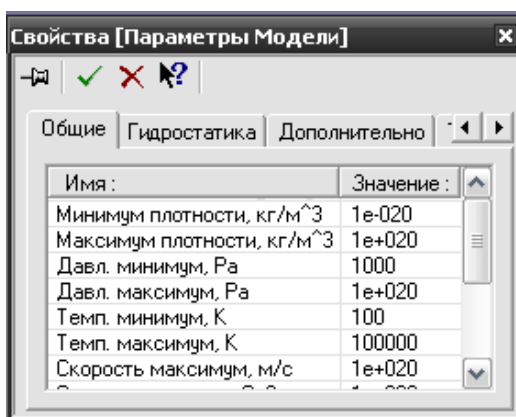 Свойства [Параметры Модели]
Общие Гидростатика Дополнительно
Имя : Значение :
Минимум плотности, кг/м^3 1e-020
Максимум плотности, кг/м^3 1e+020
Давл. минимум, Pa 1000
Давл. максимум, Pa 1e+020
Темп. минимум, K 100
Темп. максимум, K 100000
Скорость максимум, м/с 1e+020